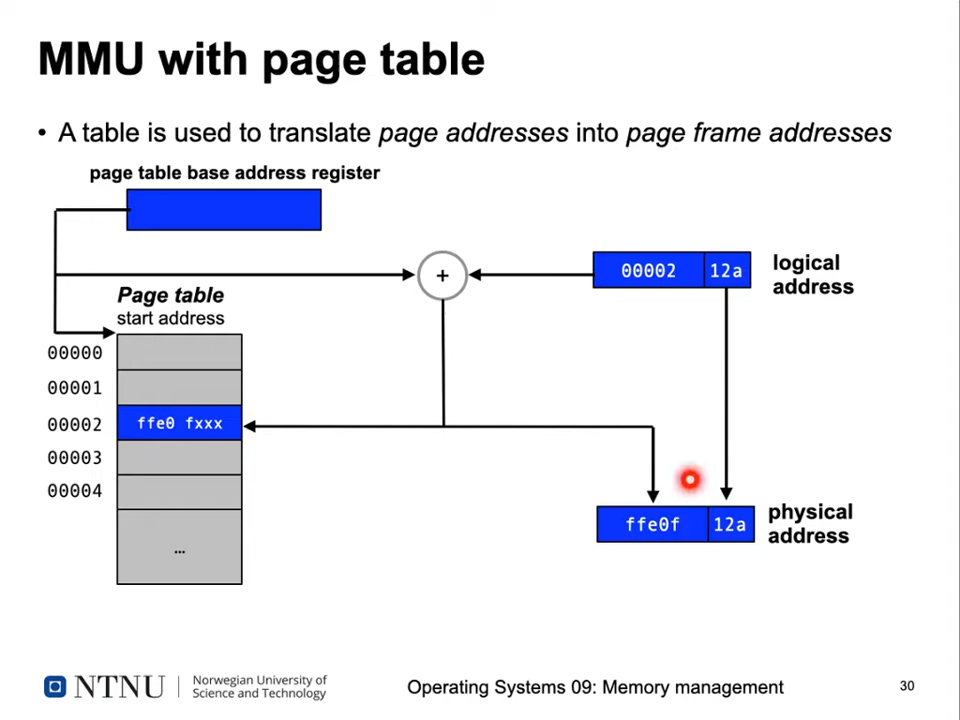 MMU with page table
• A table is used to translate page addresses into page frame addresses
page table base address register
+
00002 12a
logical
address
Page table
start address
00000
00001
00002 ffe0 fxxx
00003
00004
...
ffe0f 12a
physical
address
NTNU
Norwegian University of
Science and Technology
Operating Systems 09: Memory management
30